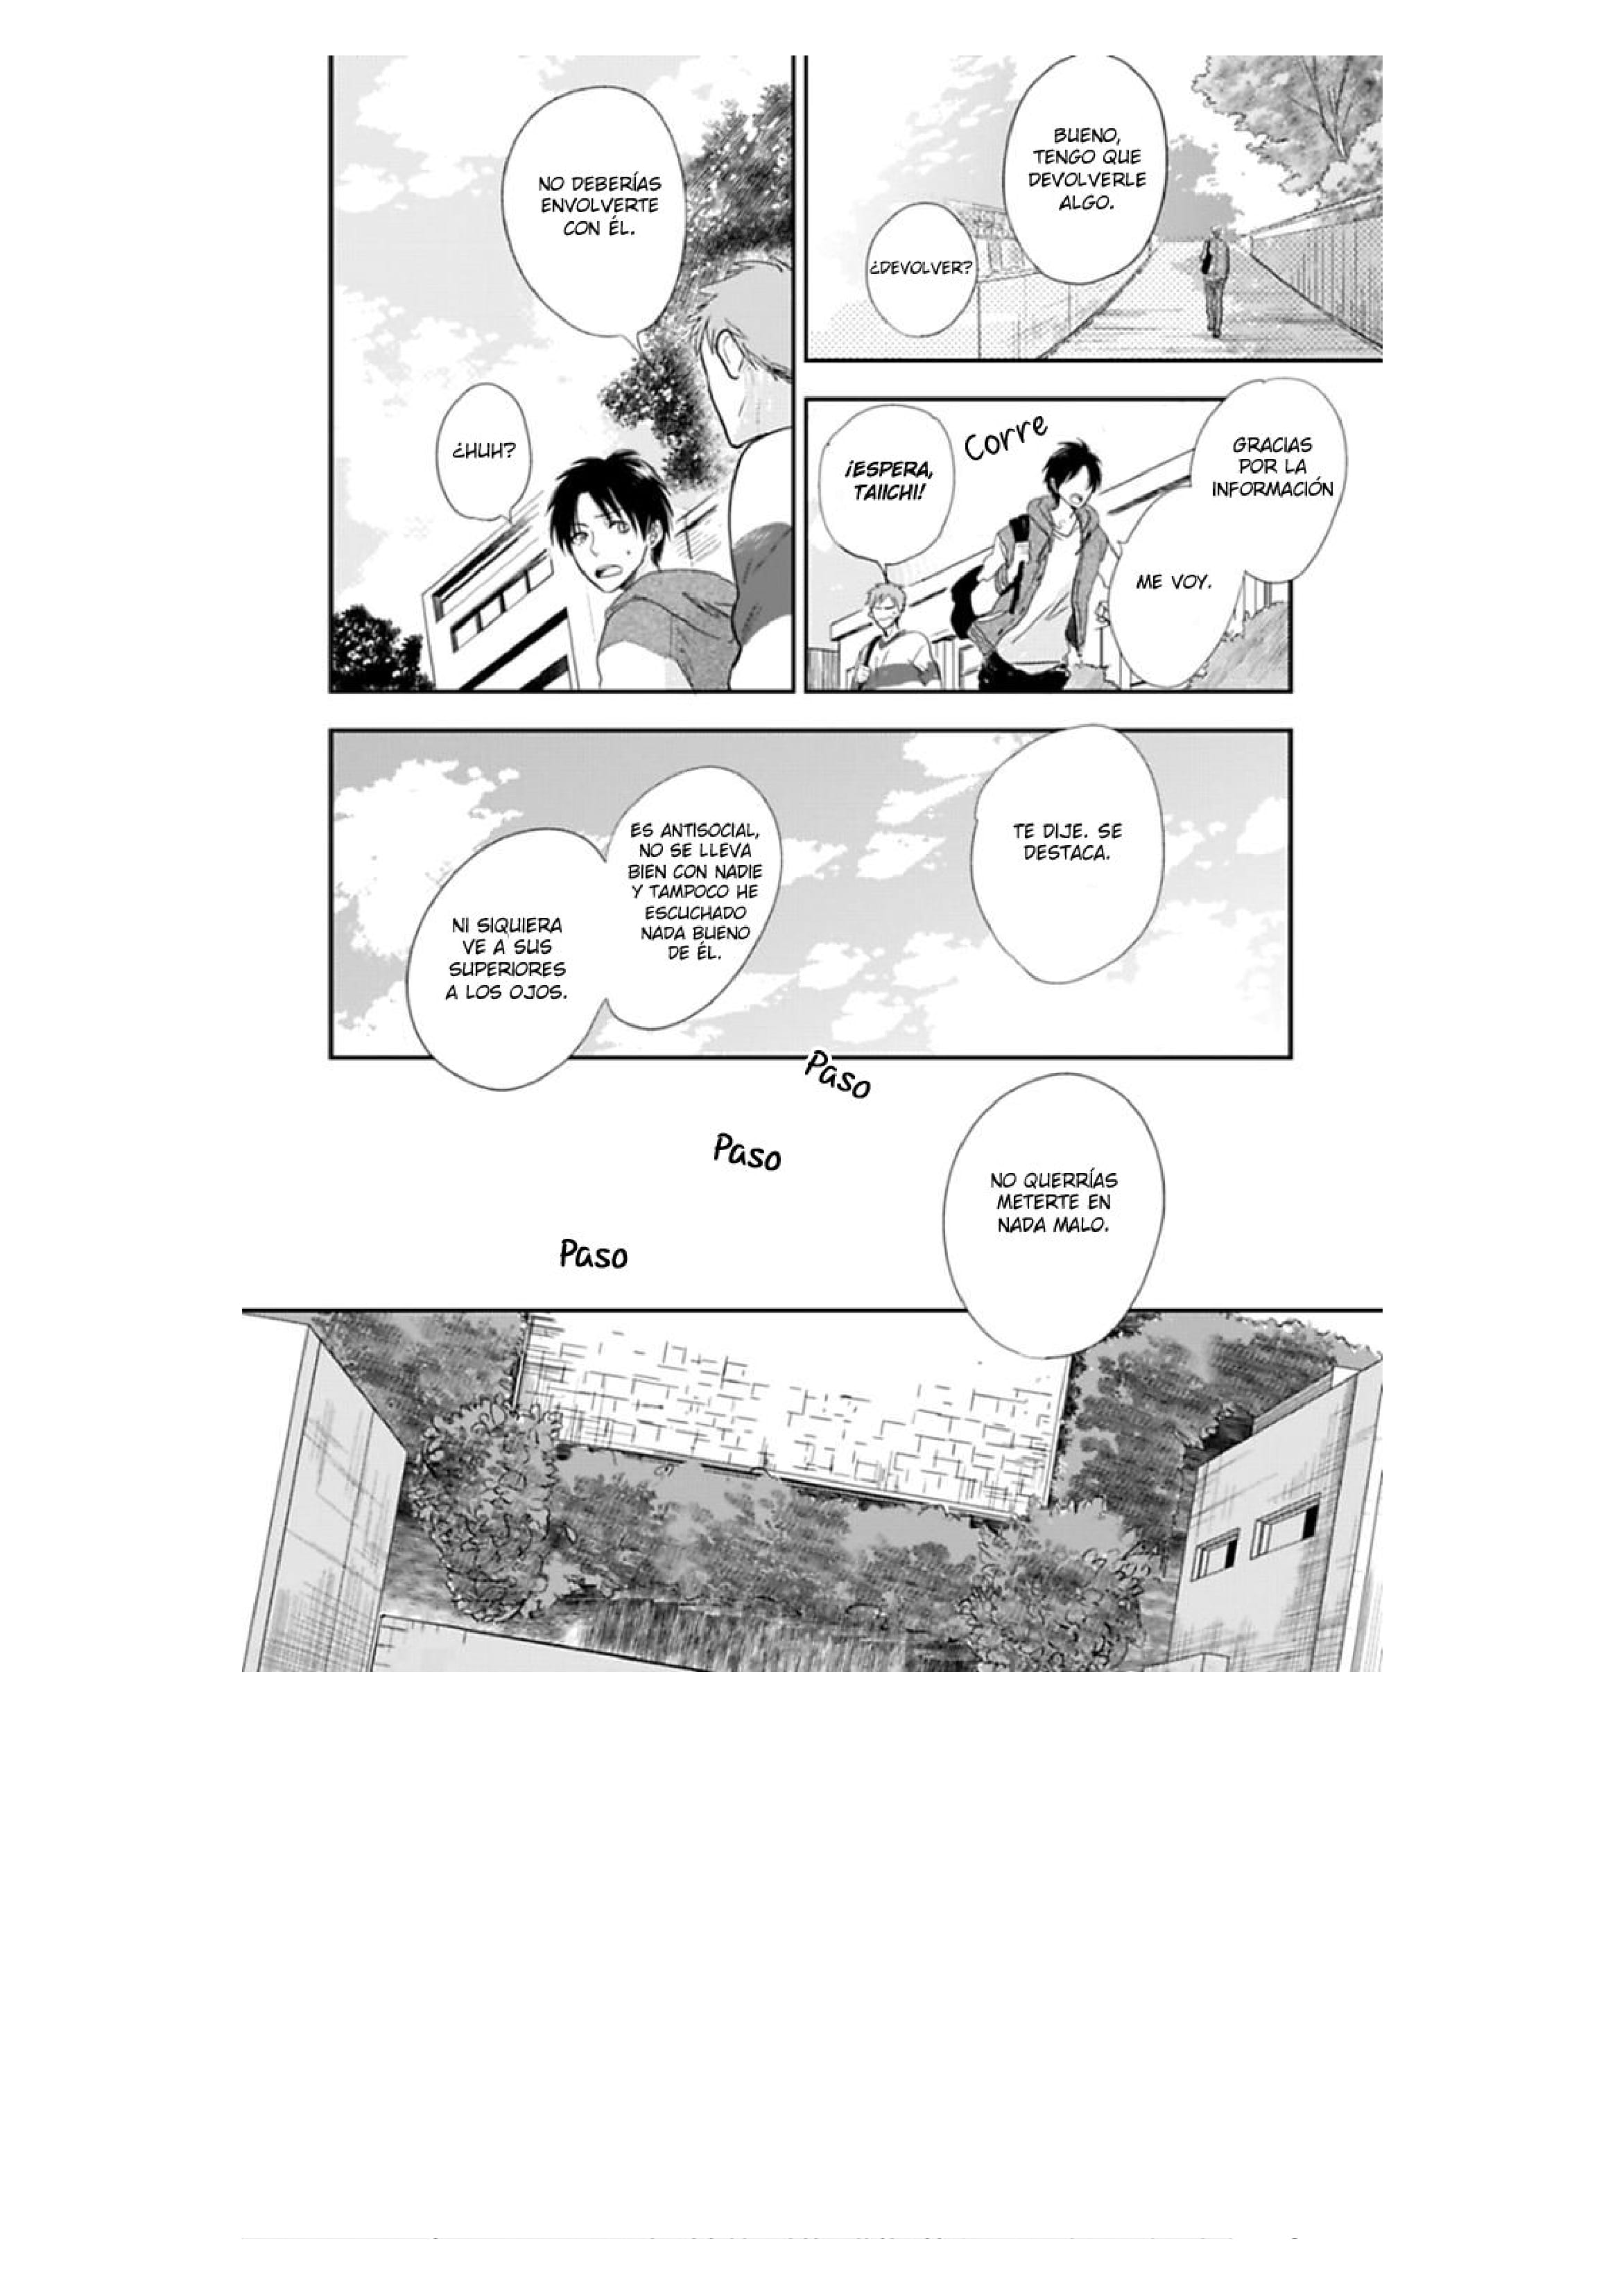 BUENO,
TENGO QUE
DEVOLVERLE
ALGO.
¿DEVOLVER?
GRACIAS
POR LA
INFORMACIÓN
ME VOY.
Corre
¡ESPERA,
TAIICHI!
NO DEBERÍAS
ENVOLVERTE
CON ÉL.
¿HUH?
TE DIJE. SE
DESTACA.
ES ANTISOCIAL,
NO SE LLEVA
BIEN CON NADIE
Y TAMPOCO HE
ESCUCHADO
NADA BUENO
DE ÉL.
NI SIQUIERA
VE A SUS
SUPERIORES
A LOS OJOS.
NO QUERRÍAS
METERTE EN
NADA MALO.
Paso
Paso
Paso